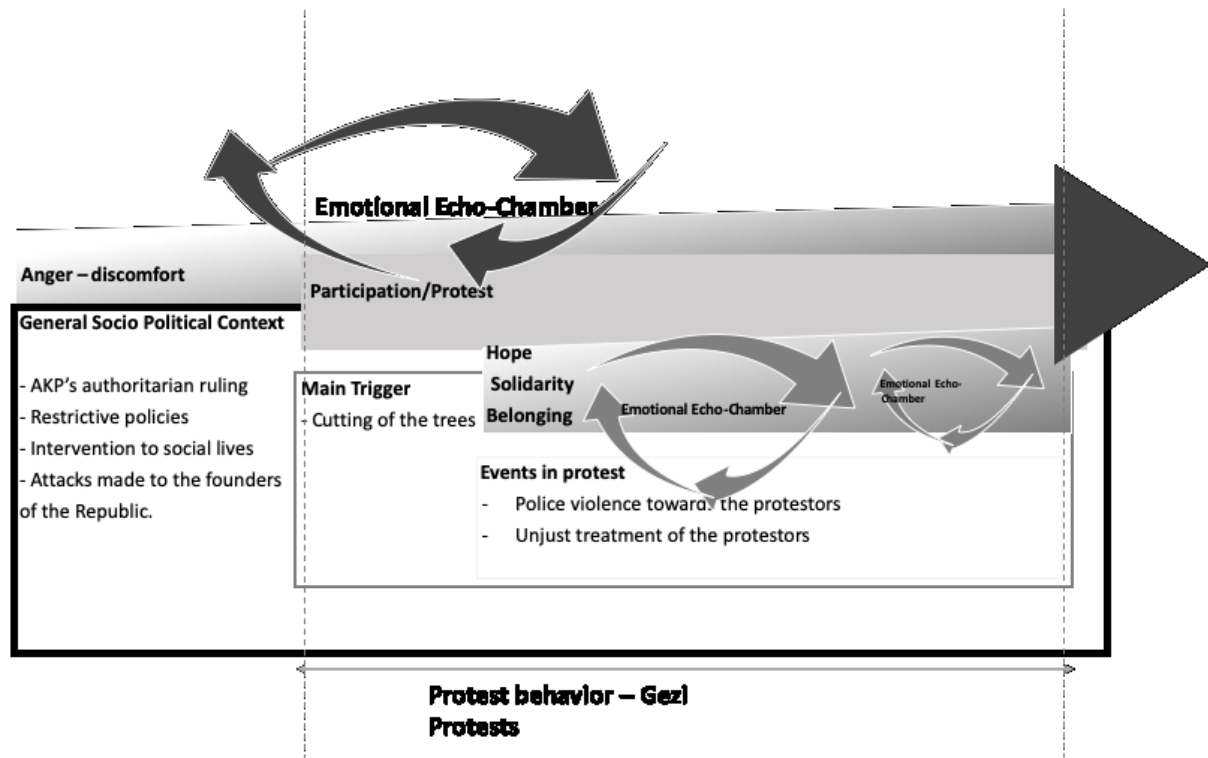 Emotional Echo-Chamber
Anger – discomfort
Participation/Protest
General Socio Political Context
- AKP's authoritarian ruling
- Restrictive policies
- Intervention to social lives
- Attacks made to the founders
of the Republic.
Main Trigger
- Cutting of the trees
Hope
Solidarity
Belonging
Emotional Echo-Chamber
Emotional Echo-
Chamber
Events in protest
- Police violence toward the protestors
- Unjust treatment of the protestors
Protest behavior – Gezi
Protests